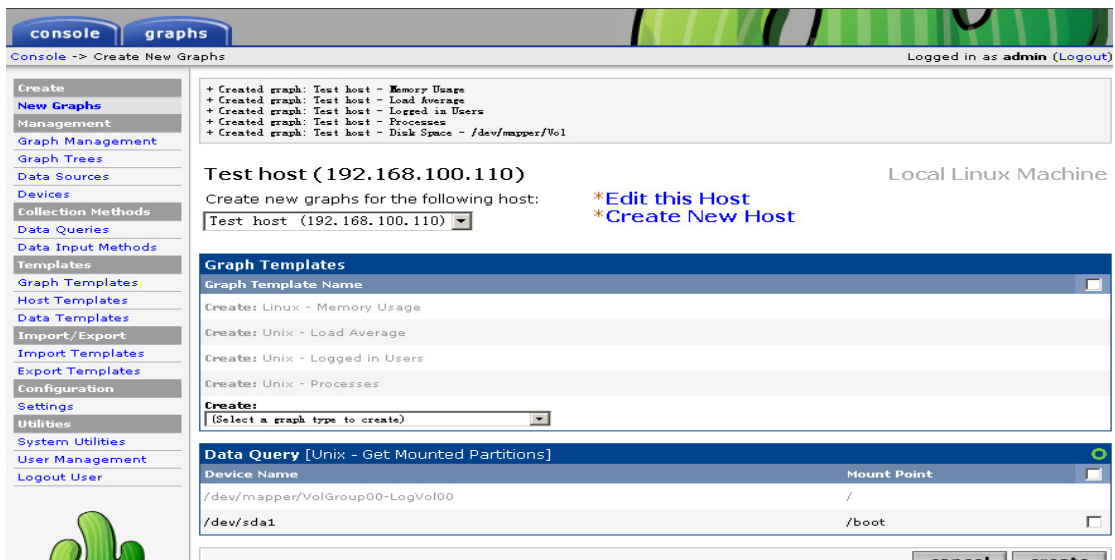 console graphs
Console -> Create New Graphs
Logged in as admin (Logout)
Create
New Graphs
Management
Graph Management
Graph Trees
Data Sources
Devices
Collection Methods
Data Queries
Data Input Methods
Templates
Graph Templates
Host Templates
Data Templates
Import/Export
Import Templates
Export Templates
Configuration
Settings
Utilities
System Utilities
User Management
Logout User
+ Created graph: Test host - Memory Usage
+ Created graph: Test host - Load Average
+ Created graph: Test host - Logged in Users
+ Created graph: Test host - Processes
+ Created graph: Test host - Disk Space - /dev/mapper/Vol
Test host (192.168.100.110)
Local Linux Machine
Create new graphs for the following host:
Test host (192.168.100.110)
*Edit this Host
*Create New Host
Graph Templates
Graph Template Name
Create: Linux - Memory Usage
Create: Unix - Load Average
Create: Unix - Logged in Users
Create: Unix - Processes
Create:
(Select a graph type to create)
Data Query [Unix - Get Mounted Partitions]
Device Name Mount Point
/dev/mapper/VolGroup00-LogVol00 /
/dev/sda1 /boot
cancel create